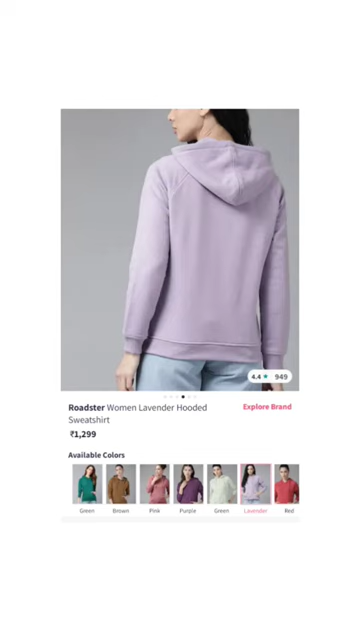 4.4 ★ 949
Roadster Women Lavender Hooded
Sweatshirt
Explore Brand
₹1,299
Available Colors
Green Brown Pink Purple Green Lavender Red